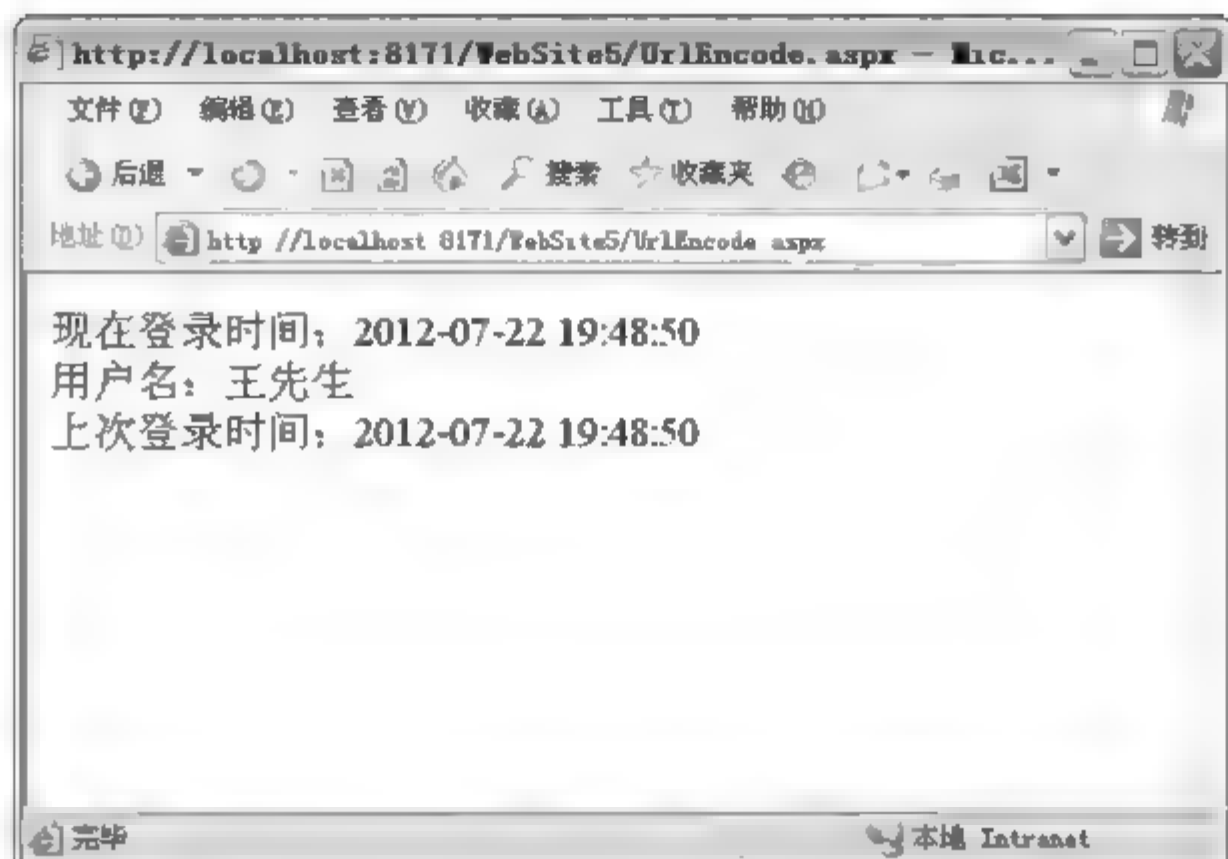 http://localhost:8171/WebSite5/UrlEncode.aspx - Mic...
文件(F) 编辑(E) 查看(V) 收藏(A) 工具(T) 帮助(H)
后退 搜索 收藏夹
地址(D) http //localhost 8171/WebSite5/UrlEncode aspx 转到
现在登录时间：2012-07-22 19:48:50
用户名：王先生
上次登录时间：2012-07-22 19:48:50
完毕 本地 Intranet